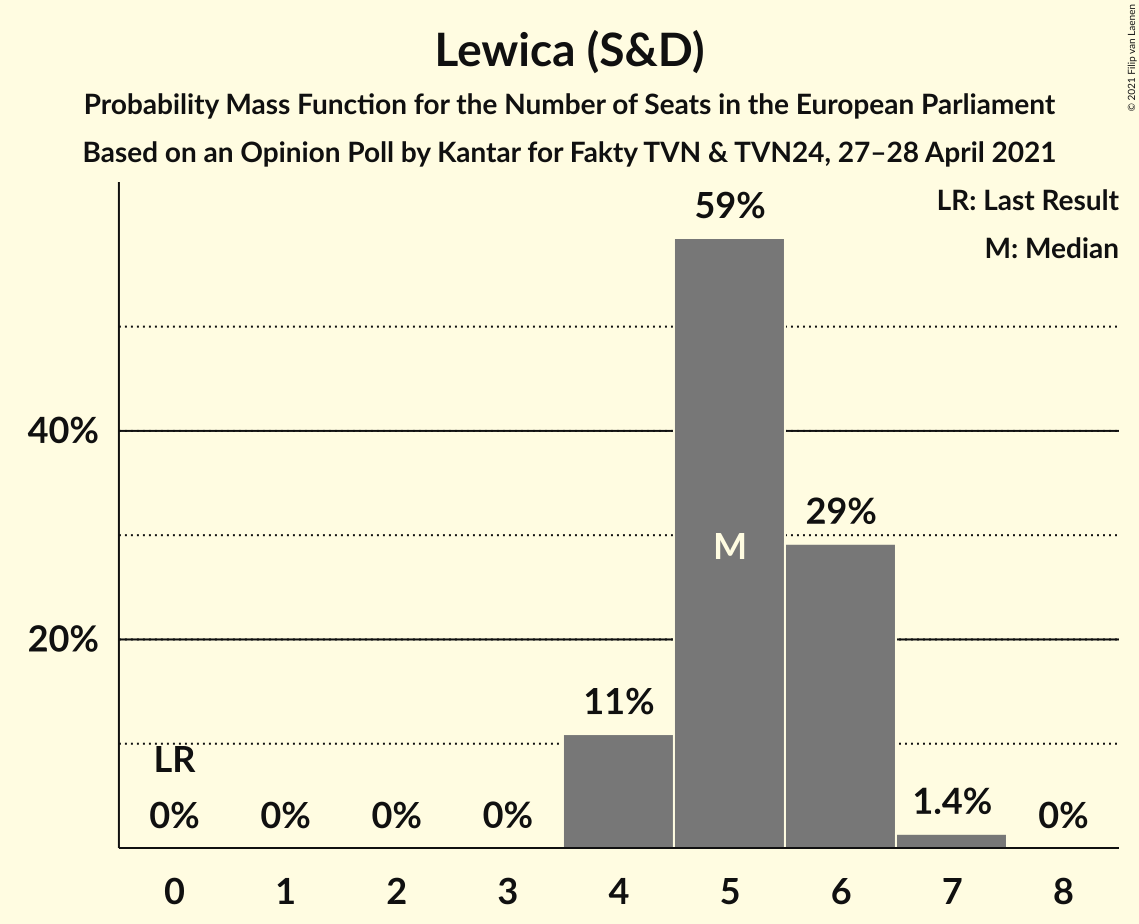 Lewica (S&D)
Probability Mass Function for the Number of Seats in the European Parliament
Based on an Opinion Poll by Kantar for Fakty TVN & TVN24, 27–28 April 2021
© 2021 Filip van Laenen
LR: Last Result
M: Median
59%
40%
29%
M
20%
11%
LR
0% 0% 0% 0% 1.4% 0%
0 1 2 3 4 5 6 7 8